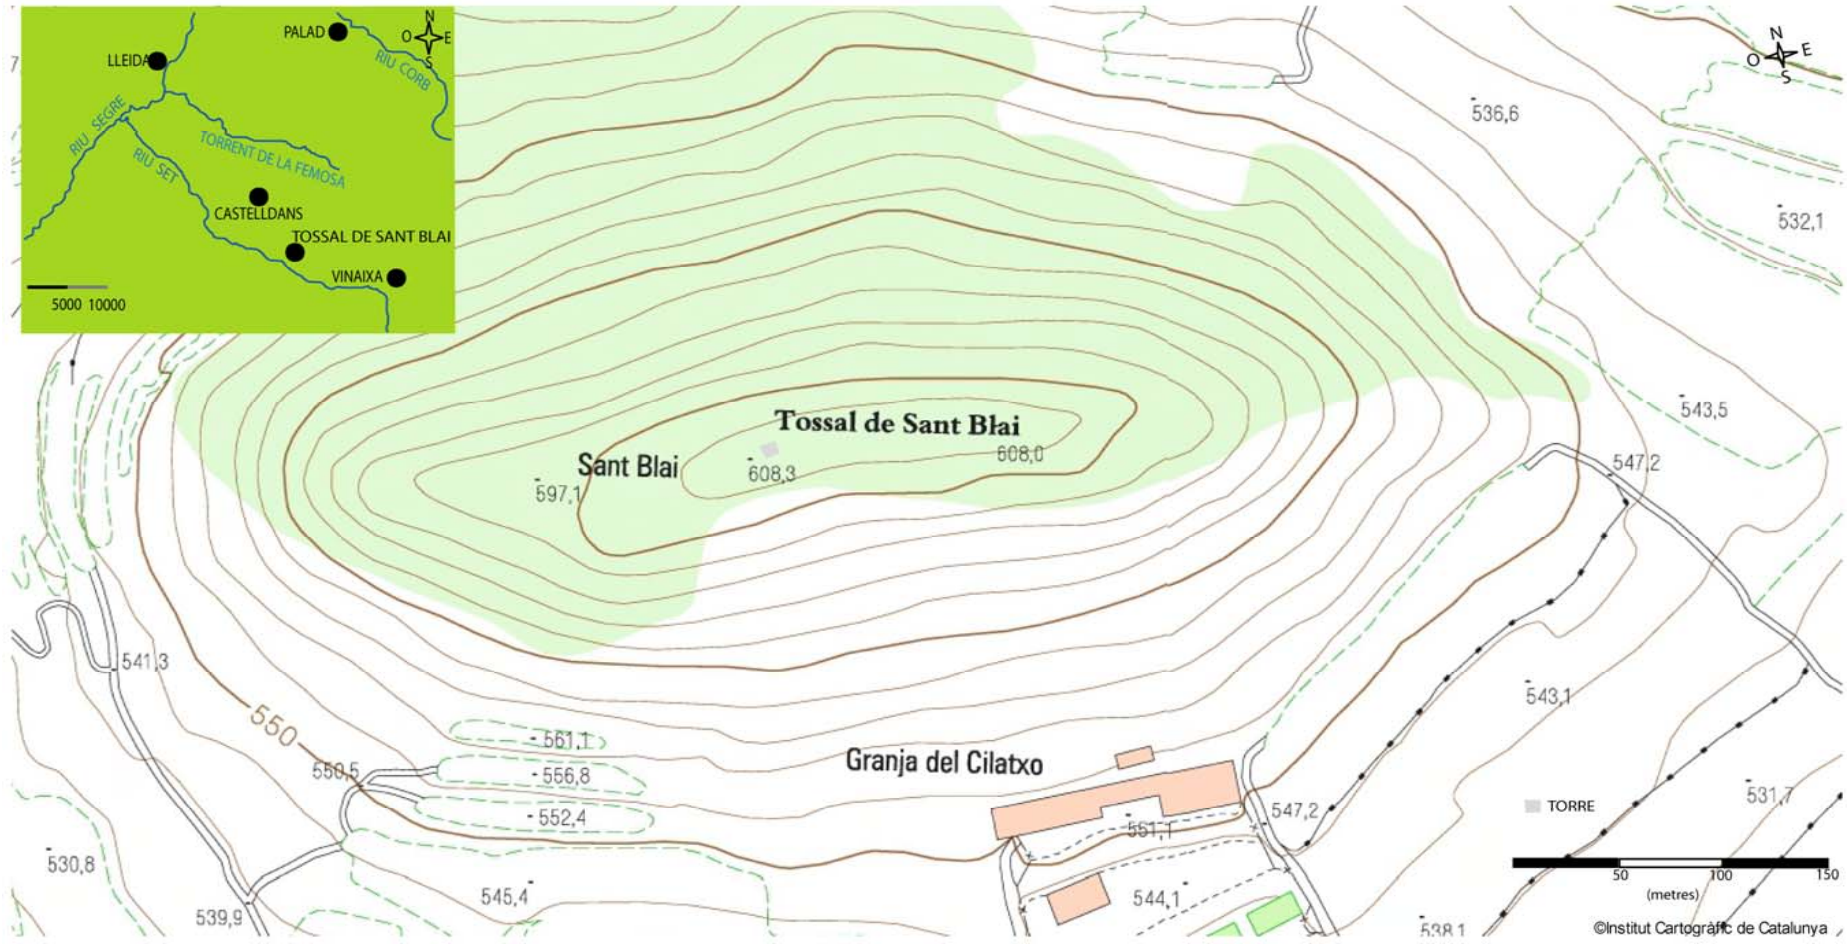 N
O E
S
PALAD
LLEIDA
RIU CORB
RIU SEGRE
TORRENT DE LA FEMOSA
RIU SET
CASTELLDANS
TOSSAL DE SANT BLAI
VINAIXA
5000 10000
N
O E
S
536,6
532,1
543,5
Tossal de Sant Blai
608,0
Sant Blai
608,3
597,1
547,2
541,3
543,1
550
561,1
Granja del Cilatxo
550,5
556,8
552,4
551,1
547,2
531,7
TORRE
530,8
545,4
544,1
539,9
538,1
50 100 150
(metres)
©Institut Cartogràfic de Catalunya